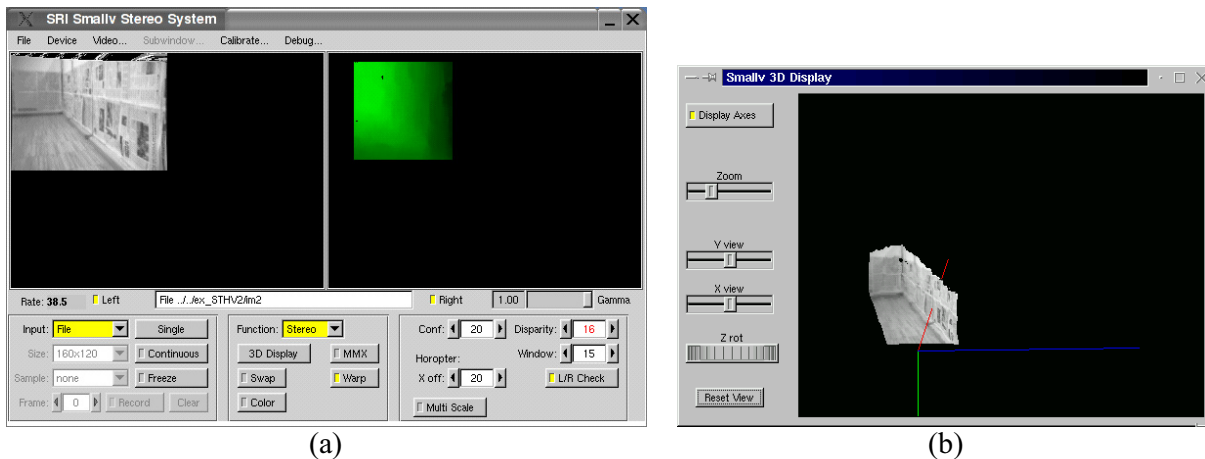 SRI Smallv Stereo System
File Device Video... Subwindow... Calibrate... Debug...
Rate: 38.5 Left File ../../ex_STHV2/im2 Right 1.00 Gamma
Input: File Single Function: Stereo Conf: 20 Disparity: 16
Size: 160x120 Continuous 3D Display MMX Horopter: Window: 15
Sample: none Freeze Swap Warp X off: 20 L/R Check
Frame: 0 Record Clear Color Multi Scale
(a)
Smallv 3D Display
Display Axes
Zoom
Y view
X view
Z rot
Reset View
(b)